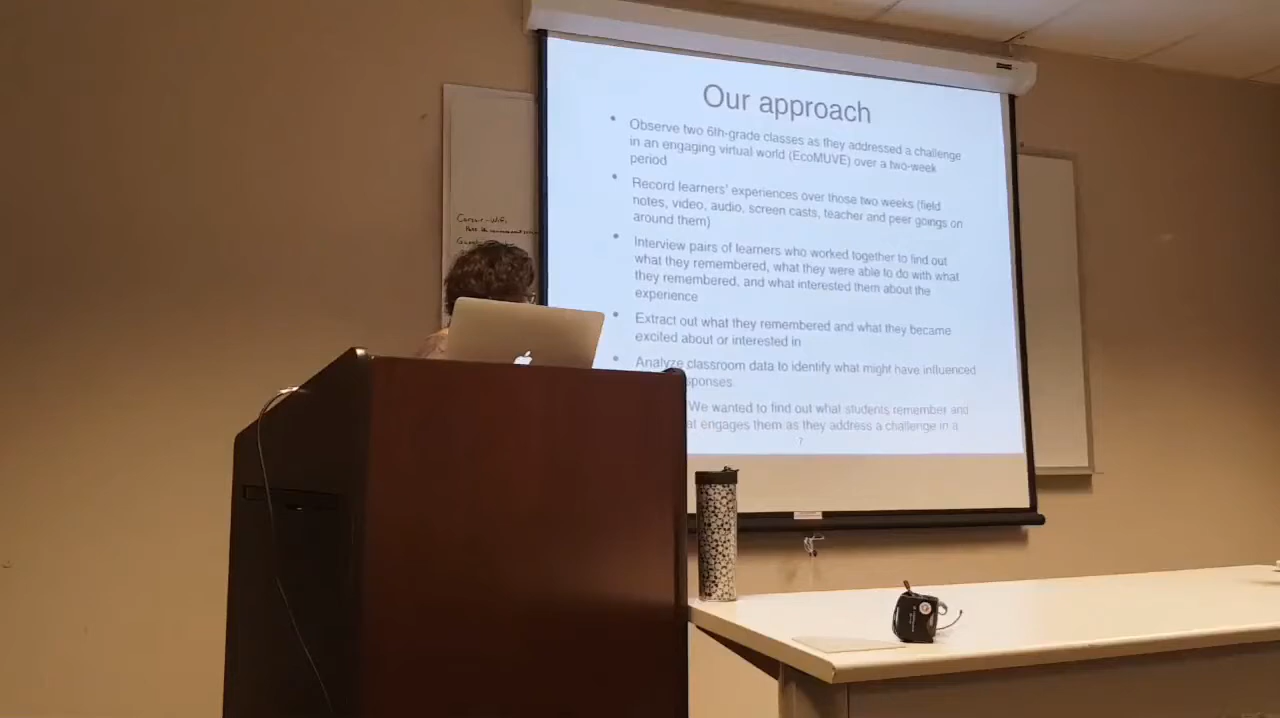 Our approach
• Observe two 6th-grade classes as they addressed a challenge
in an engaging virtual world (EcoMUVE) over a two-week
period
• Record learners' experiences over those two weeks (field
notes, video, audio, screen casts, teacher and peer goings on
around them)
• Interview pairs of learners who worked together to find out
what they remembered, what they were able to do with what
they remembered, and what interested them about the
experience
• Extract out what they remembered and what they became
excited about or interested in
• Analyze classroom data to identify what might have influenced
sponses
We wanted to find out what students remember and
at engages them as they address a challenge in a
?